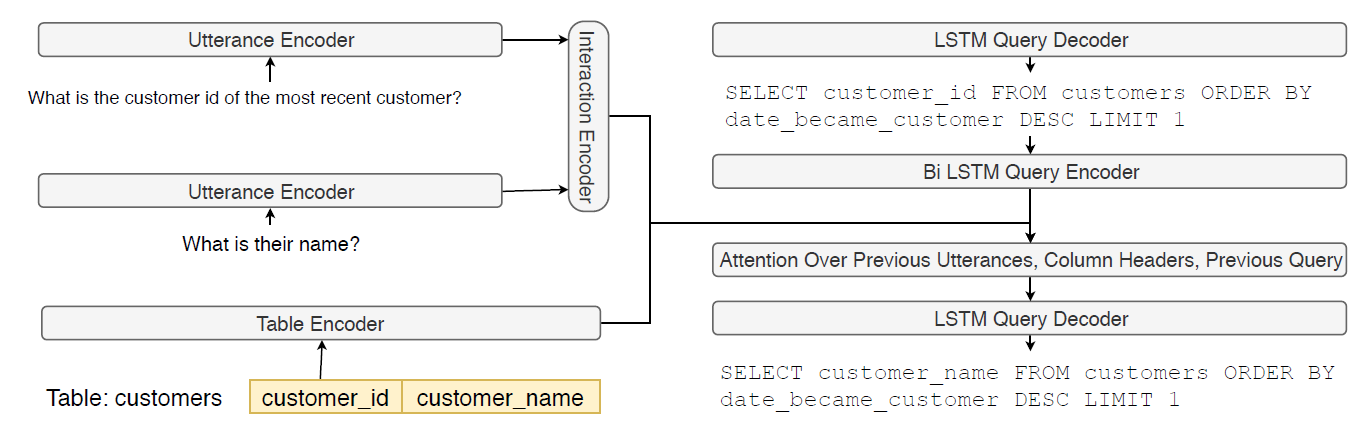 Utterance Encoder
What is the customer id of the most recent customer?
Interaction Encoder
Utterance Encoder
What is their name?
Table Encoder
Table: customers
customer_id
customer_name
LSTM Query Decoder
SELECT customer_id FROM customers ORDER BY
date_became_customer DESC LIMIT 1
Bi LSTM Query Encoder
Attention Over Previous Utterances, Column Headers, Previous Query
LSTM Query Decoder
SELECT customer_name FROM customers ORDER BY
date_became_customer DESC LIMIT 1